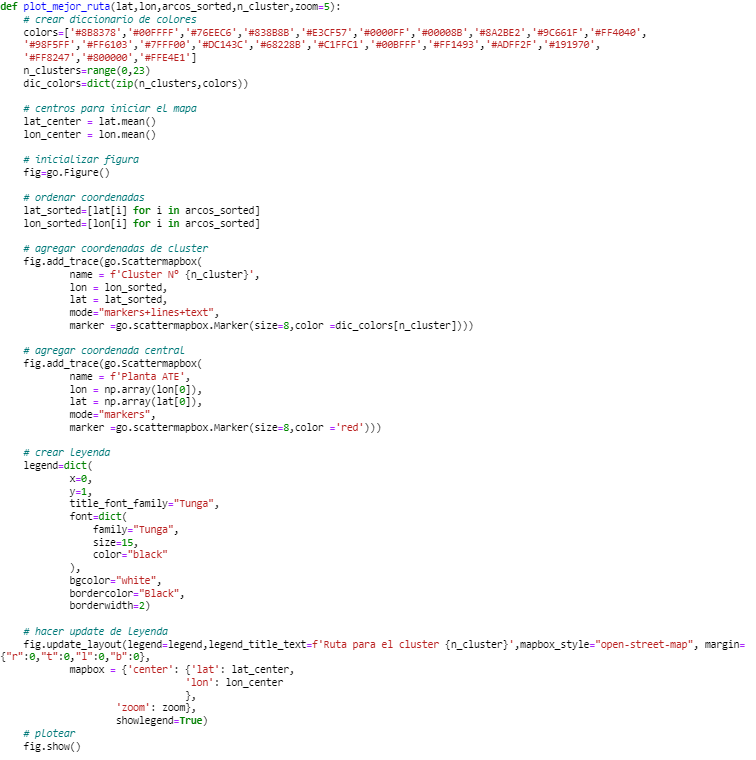 def plot_mejor_ruta(lat,lon,arcos_sorted,n_cluster,zoom=5):
    # crear diccionario de colores
    colors=['#8B8378','#00FFFF','#76EEC6','#838B8B','#E3CF57','#0000FF','#00008B','#8A2BE2','#9C661F','#FF4040',
    '#98F5FF','#FF6103','#7FFF00','#DC143C','#68228B','#C1FFC1','#00BFFF','#FF1493','#ADFF2F','#191970',
    '#FF8247','#800000','#FFE4E1']
    n_clusters=range(0,23)
    dic_colors=dict(zip(n_clusters,colors))

    # centros para iniciar el mapa
    lat_center = lat.mean()
    lon_center = lon.mean()

    # inicializar figura
    fig=go.Figure()

    # ordenar coordenadas
    lat_sorted=[lat[i] for i in arcos_sorted]
    lon_sorted=[lon[i] for i in arcos_sorted]

    # agregar coordenadas de cluster
    fig.add_trace(go.Scattermapbox(
            name = f'Cluster N° {n_cluster}',
            lon = lon_sorted,
            lat = lat_sorted,
            mode="markers+lines+text",
            marker =go.scattermapbox.Marker(size=8,color =dic_colors[n_cluster])))

    # agregar coordenada central
    fig.add_trace(go.Scattermapbox(
            name = f'Planta ATE',
            lon = np.array(lon[0]),
            lat = np.array(lat[0]),
            mode="markers",
            marker =go.scattermapbox.Marker(size=8,color ='red')))

    # crear leyenda
    legend=dict(
            x=0,
            y=1,
            title_font_family="Tunga",
            font=dict(
                family="Tunga",
                size=15,
                color="black"
            ),
            bgcolor="white",
            bordercolor="Black",
            borderwidth=2)

    # hacer update de leyenda
    fig.update_layout(legend=legend,legend_title_text=f'Ruta para el cluster {n_cluster}',mapbox_style="open-street-map", margin=
{"r":0,"t":0,"l":0,"b":0},
            mapbox = {'center': {'lat': lat_center,
                                'lon': lon_center
                                },
                    'zoom': zoom},
                    showlegend=True)
    # plotear
    fig.show()